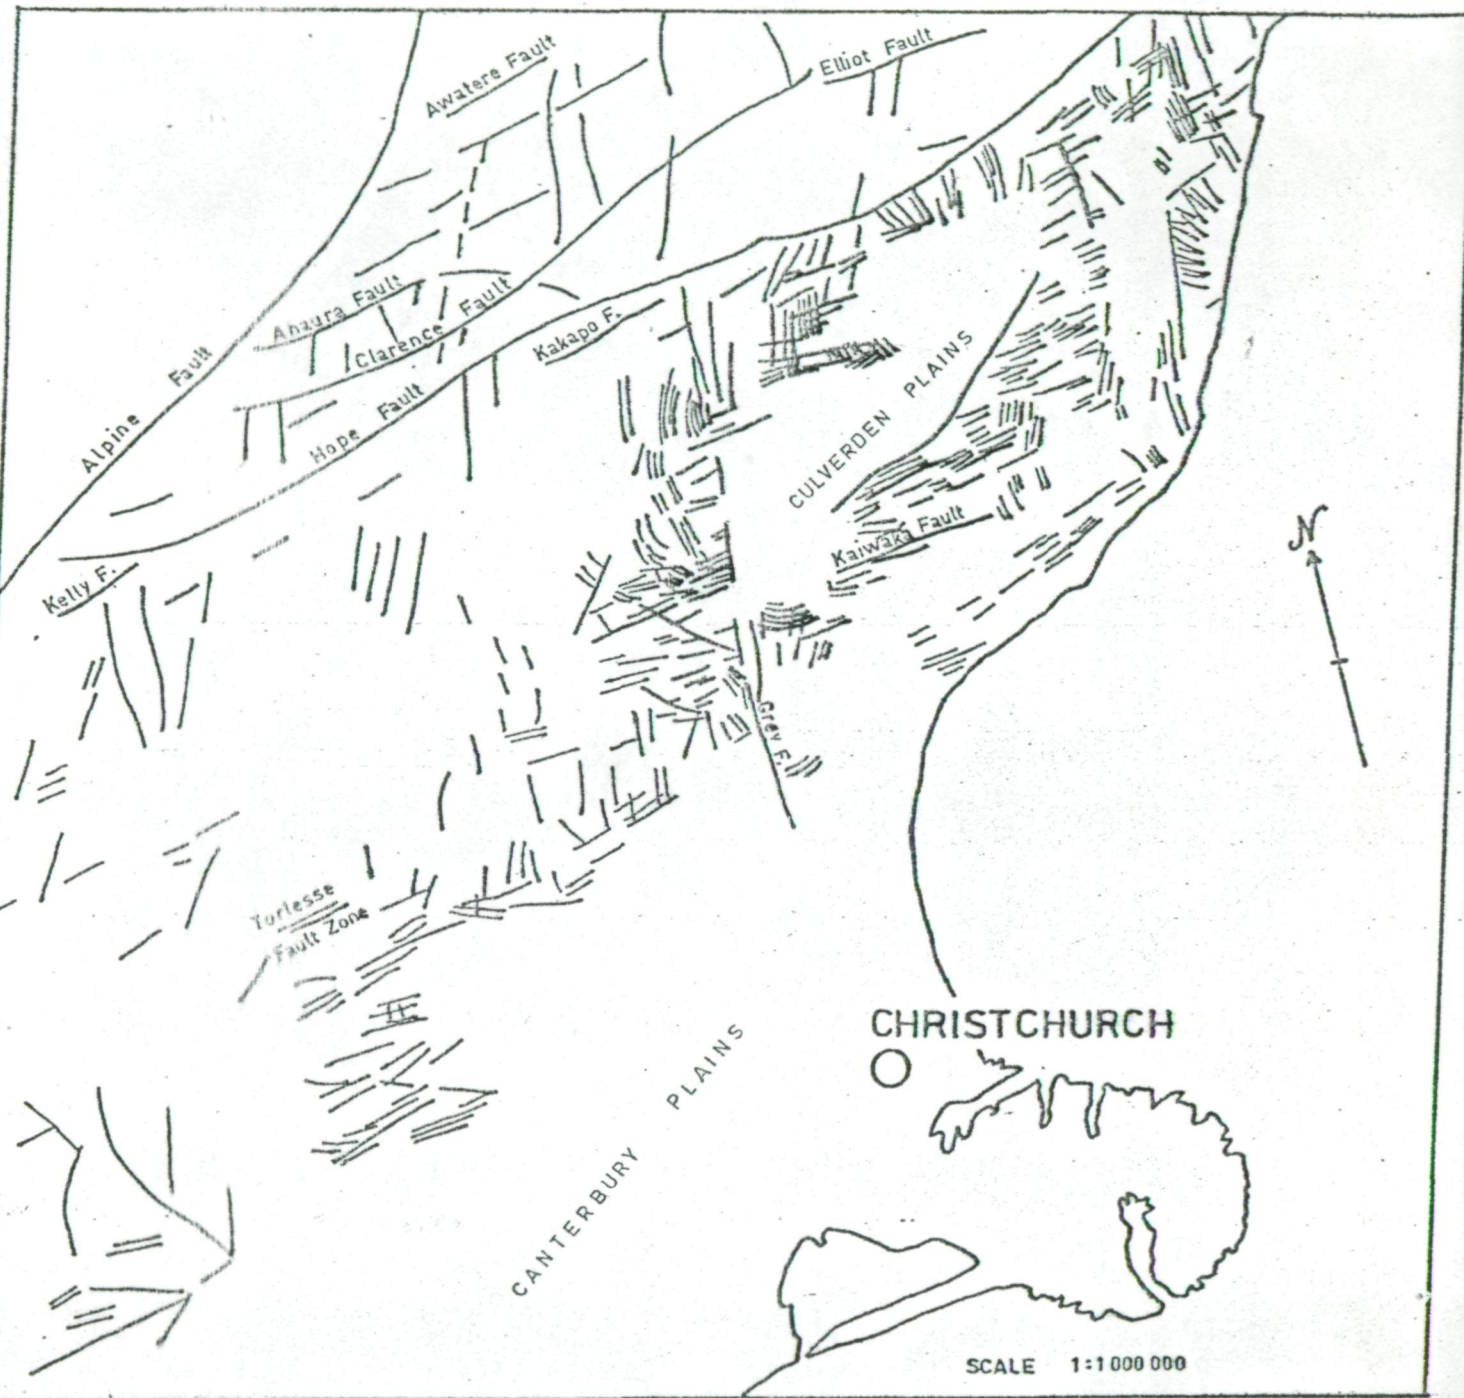 Awatere Fault
Elliot Fault
Ahaura Fault
Clarence Fault
Kakapo F.
Alpine Fault
Hope Fault
CULVERDEN PLAINS
Kaiwaka Fault
N
Kelly F.
Grey F.
Torlesse
Fault Zone
CHRISTCHURCH
CANTERBURY PLAINS
SCALE 1:1 000 000